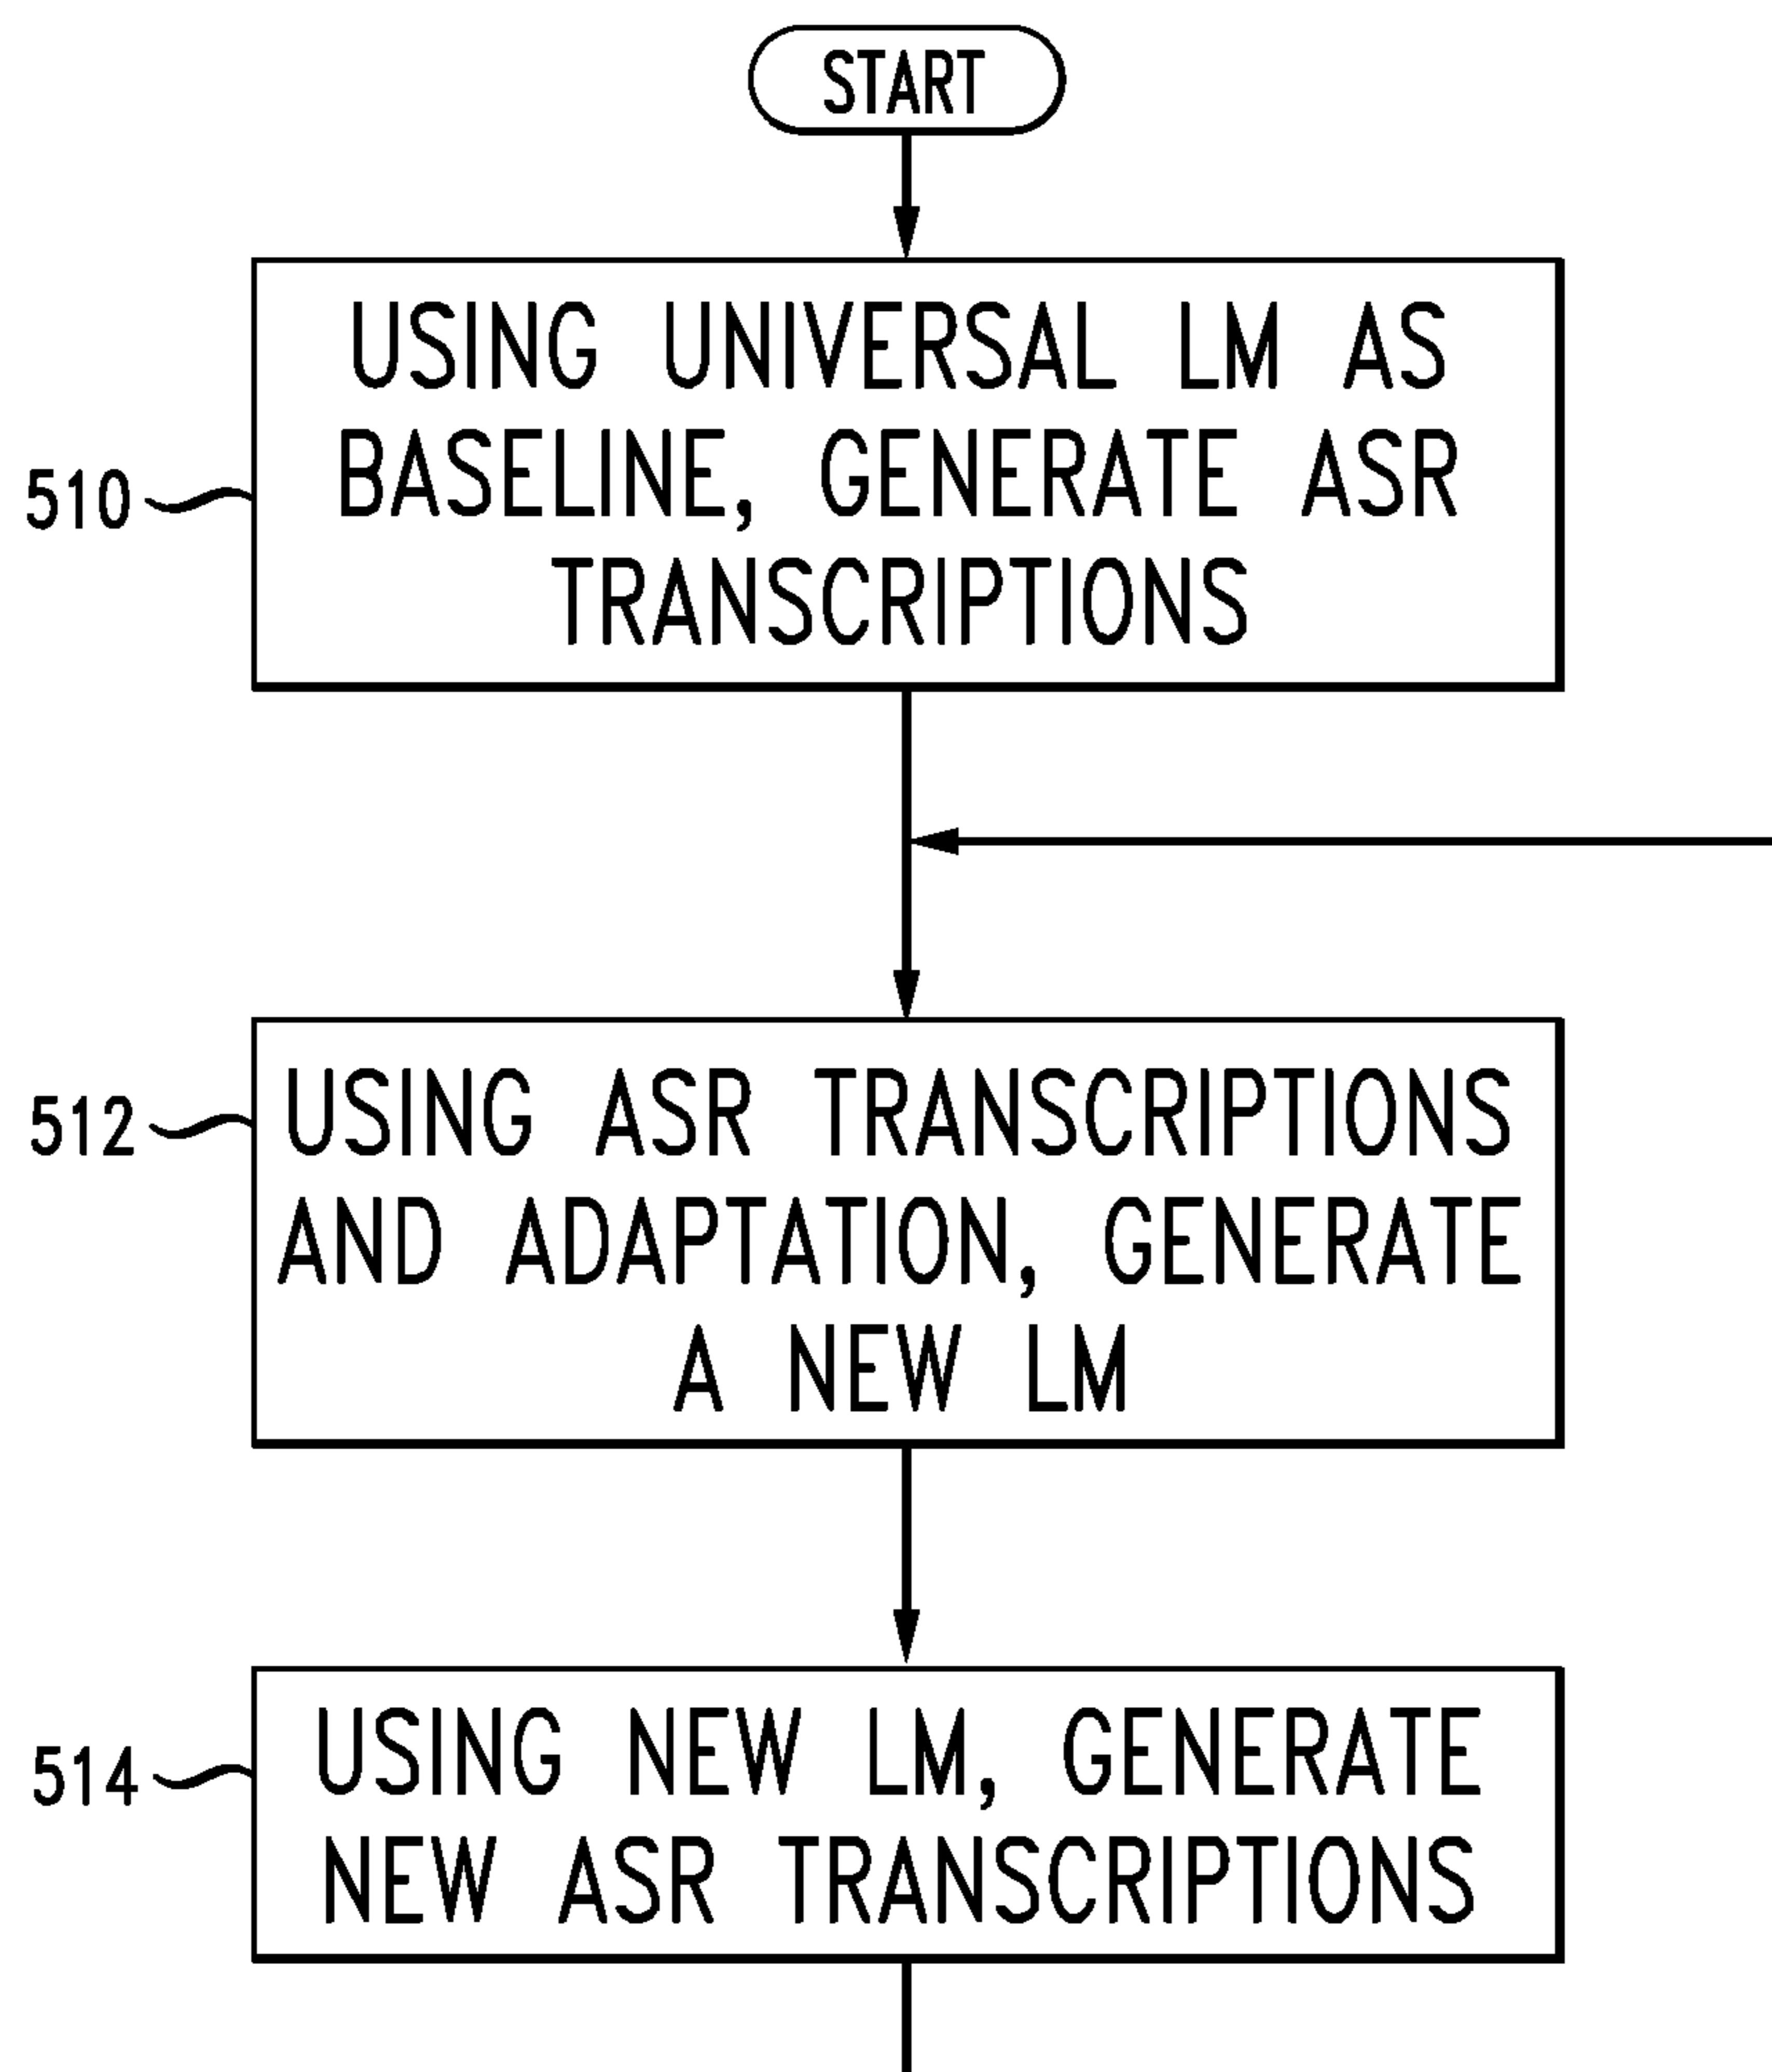 START
USING UNIVERSAL LM AS
BASELINE, GENERATE ASR
TRANSCRIPTIONS
510
USING ASR TRANSCRIPTIONS
AND ADAPTATION, GENERATE
A NEW LM
512
USING NEW LM, GENERATE
NEW ASR TRANSCRIPTIONS
514